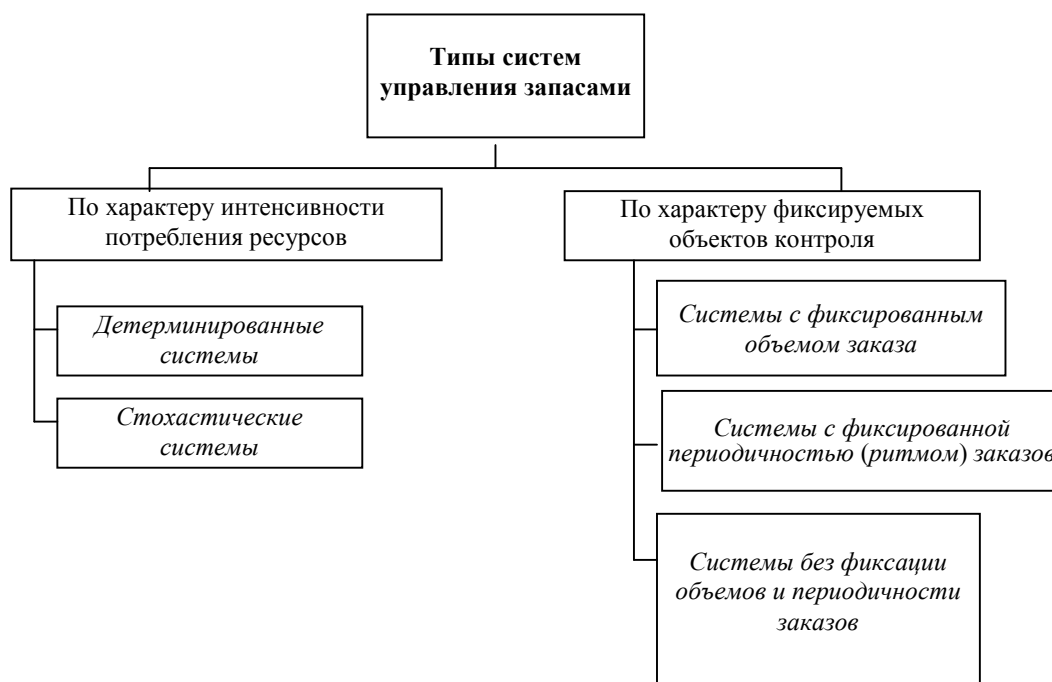 Типы систем
управления запасами
По характеру интенсивности
потребления ресурсов
Детерминированные
системы
Стохастические
системы
По характеру фиксируемых
объектов контроля
Системы с фиксированным
объемом заказа
Системы с фиксированной
периодичностью (ритмом) заказов
Системы без фиксации
объемов и периодичности
заказов